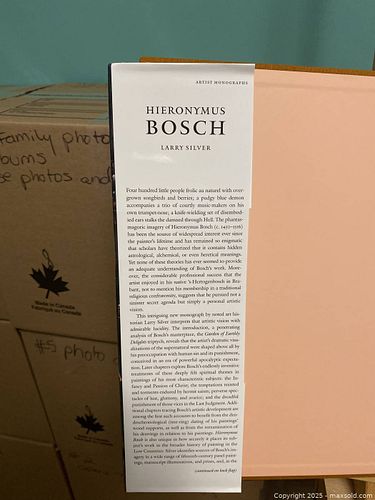 ARTIST MONOGRAPHS
HIERONYMUS
BOSCH
LARRY SILVER
Four hundred little people frolic au naturel with over-
grown songbirds and berries; a pudgy blue demon
accompanies a trio of courtly music-makers on his
own trumpet-nose; a knife-wielding set of disembod-
ied ears stalks the damned through Hell. The phantas-
magoric imagery of Hieronymus Bosch (c. 1450–1516)
has been the source of widespread interest ever since
the painter's lifetime and has remained so enigmatic
that scholars have theorized that it contains hidden
astrological, alchemical, or even heretical meanings.
Yet none of these theories has ever seemed to provide
an adequate understanding of Bosch's work. More-
over, the considerable professional success that the
artist enjoyed in his native 's-Hertogenbosch in Bra-
bant, not to mention his membership in a traditional
religious confraternity, suggests that he pursued not a
sinister secret agenda but simply a personal artistic
vision.
This intriguing new monograph by noted art his-
torian Larry Silver interprets that artistic vision with
admirable lucidity. The introduction, a penetrating
analysis of Bosch's masterpiece, the Garden of Earthly
Delights triptych, reveals that the artist's dramatic visu-
alizations of the supernatural were shaped above all by
his preoccupation with human sin and its punishment,
conceived in an era of powerful apocalyptic expecta-
tion. Later chapters explore Bosch's endlessly inventive
treatments of these deeply felt spiritual themes in
paintings of his most characteristic subjects: the In-
fancy and Passion of Christ; the temptations resisted
and torments endured by hermit saints; perverse spec-
tacles of lust, gluttony, and avarice; and the dreadful
punishment of those vices in the Last Judgment. Addi-
tional chapters tracing Bosch's artistic development are
among the first such accounts to benefit from the den-
drochronological (tree-ring) dating of his paintings'
wood supports, as well as from the reexamination of
his drawings in relation to his paintings. Hieronymus
Bosch is also unique in how securely it places its sub-
ject's work in the broader history of painting in the
Low Countries: Silver identifies sources of Bosch's im-
agery in a wide range of fifteenth-century panel paint-
ings, manuscript illuminations, and prints, and, in the
(continued on back flap)
Family photo
bums
e photos and
Made in Canada
Fabriqué au Canada
#5 photo
Copyright 2025 - maxsold.com